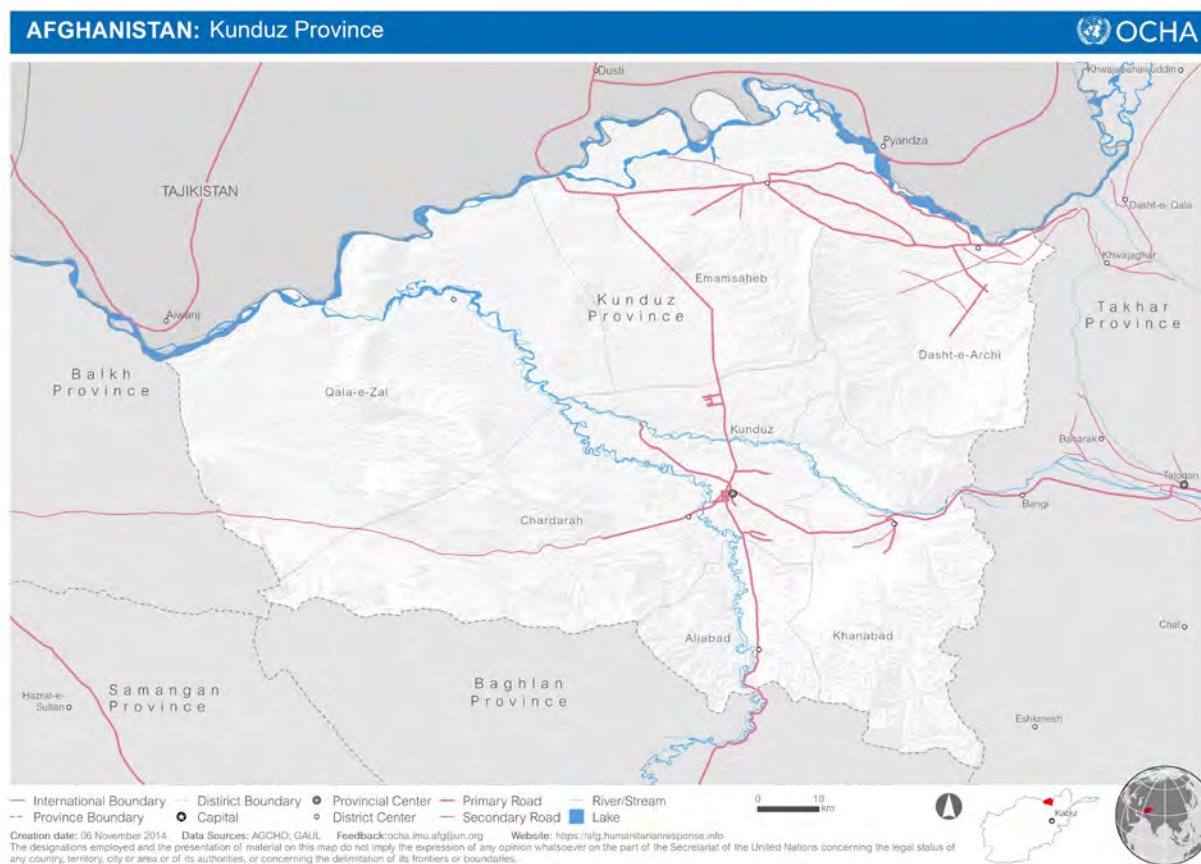 AFGHANISTAN: Kunduz Province
OCHA
Dusti
Khwajabahawuddin
Pyandza
TAJIKISTAN
Dasht-e- Qala
Khwajaghar
Emamsaheb
Kunduz
Province
Takhar
Province
Aiwanj
Dasht-e-Archi
Balkh
Province
Qala-e-Zal
Kunduz
Baharak
Taloqan
Bangi
Chardarah
Chal
Aliabad
Khanabad
Baghlan
Province
Samangan
Province
Hazrat-e-
Sultan
Eshkmesh
International Boundary District Boundary Provincial Center Primary Road River/Stream
Province Boundary Capital District Center Secondary Road Lake
0 10
km
Kabul
Creation date: 06 November 2014 Data Sources: AGCHO; GAUL Feedback:ocha.imu.afg@un.org Website: https://afg.humanitarianresponse.info
The designations employed and the presentation of material on this map do not imply the expression of any opinion whatsoever on the part of the Secretariat of the United Nations concerning the legal status of
any country, territory, city or area or of its authorities, or concerning the delimitation of its frontiers or boundaries.